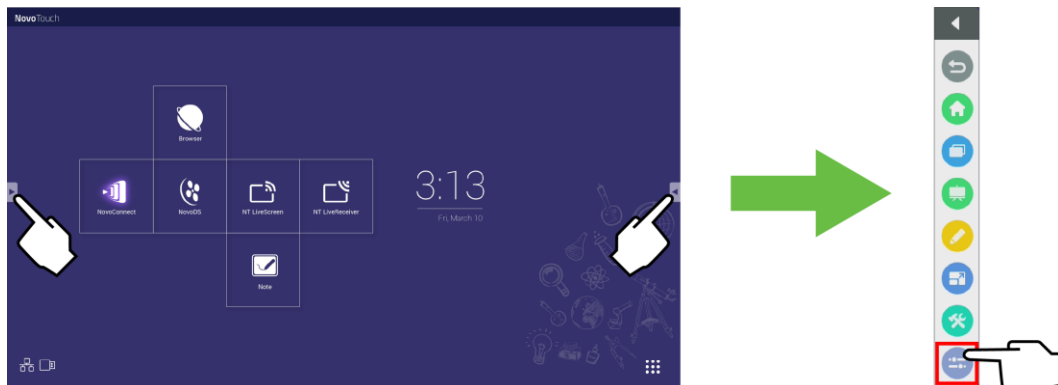 NovoTouch
Browser
NovoConnect
NovoDS
NT LiveScreen
NT LiveReceiver
3:13
Fri, March 10
Note